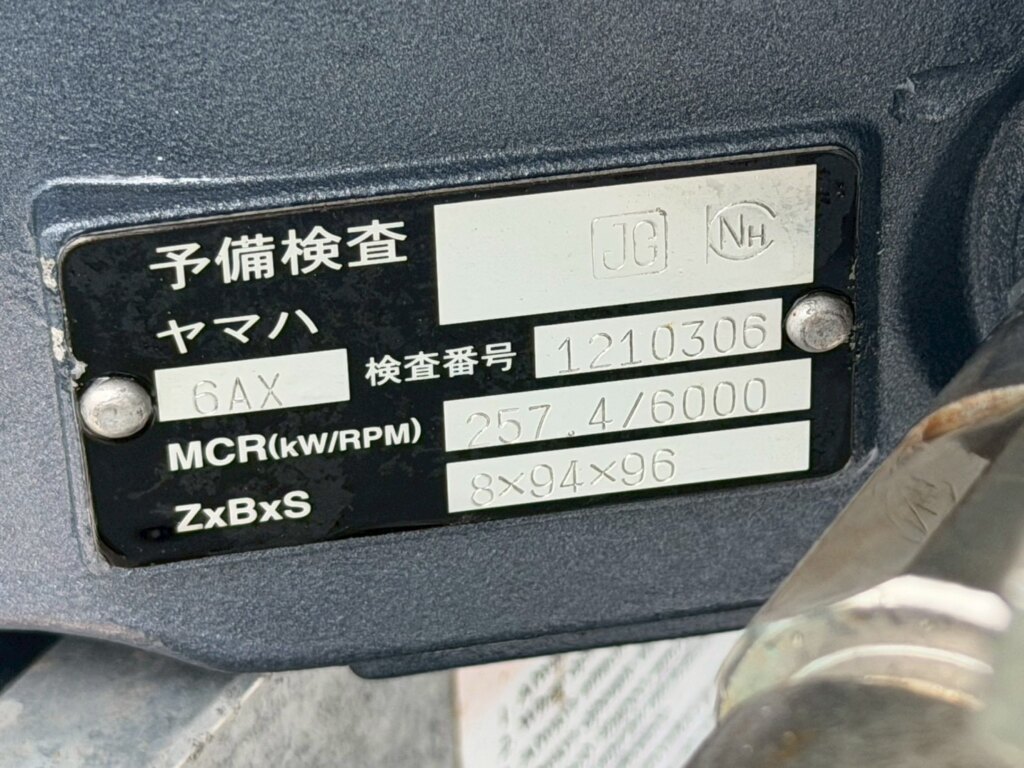 予備検査 JG NH
ヤマハ
6AX 検査番号 1210306
MCR(kW/RPM) 257.4/6000
ZxBxS 8×94×96